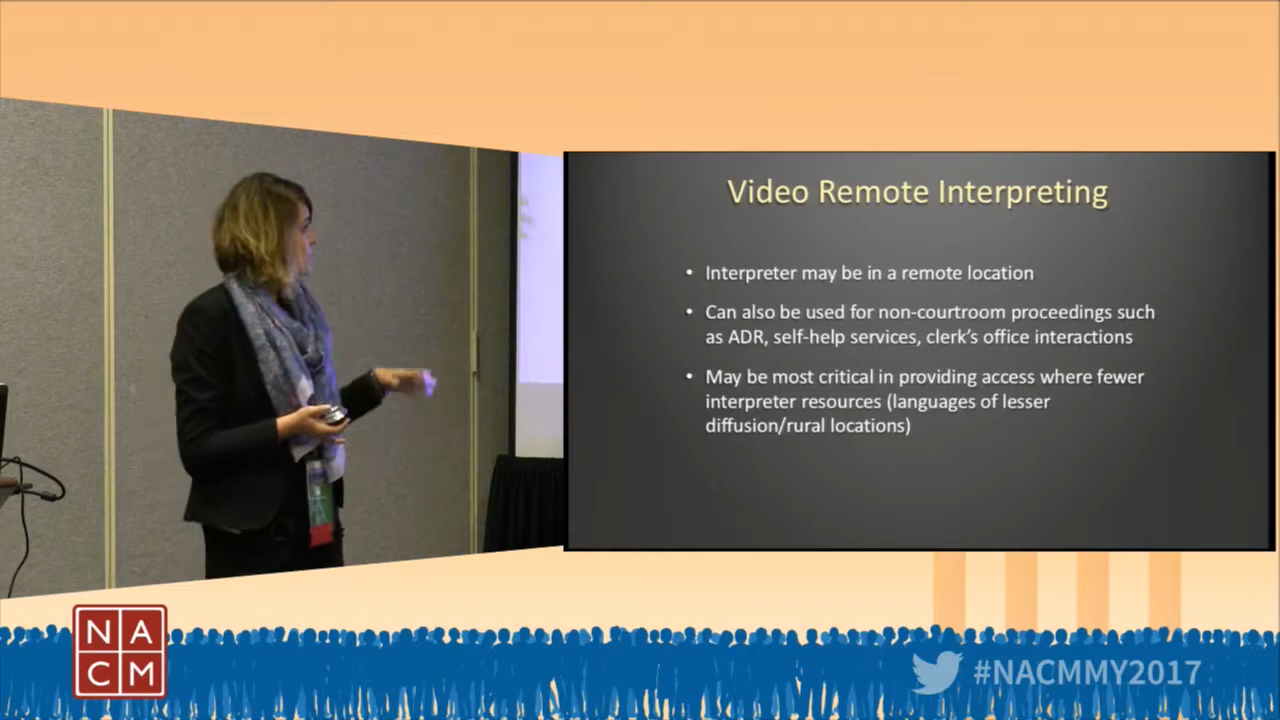 Video Remote Interpreting
• Interpreter may be in a remote location
• Can also be used for non-courtroom proceedings such
as ADR, self-help services, clerk's office interactions
• May be most critical in providing access where fewer
interpreter resources (languages of lesser
diffusion/rural locations)
N A
C M
#NACMMY2017